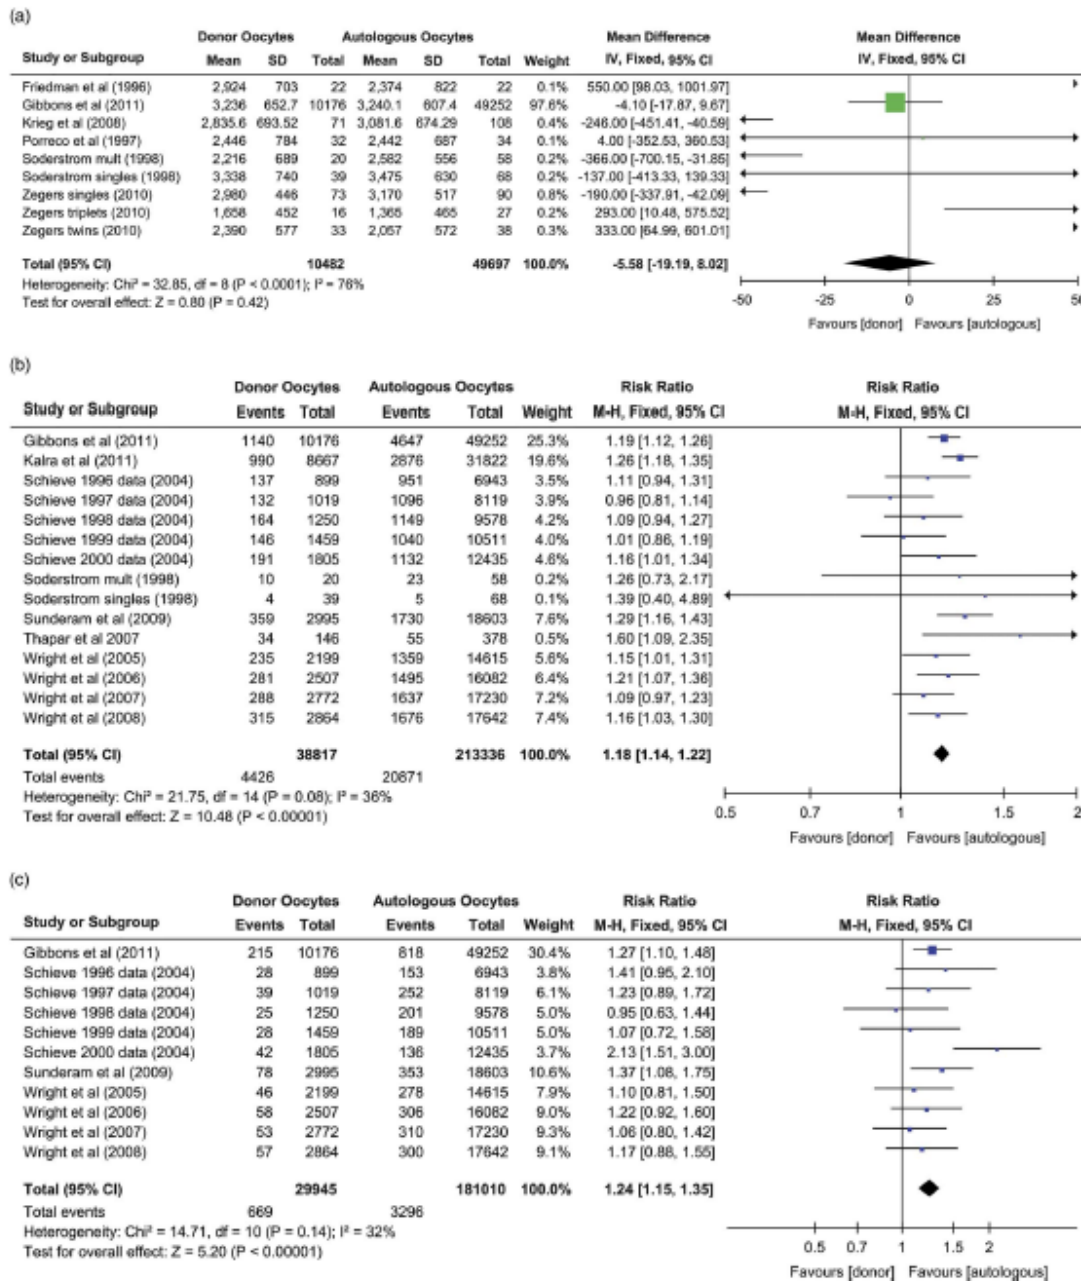 (a)
Donor Oocytes Autologous Oocytes Mean Difference Mean Difference
Study or Subgroup Mean SD Total Mean SD Total Weight IV, Fixed, 95% CI IV, Fixed, 95% CI
Friedman et al (1996) 2,924 703 22 2,374 822 22 0.1% 550.00 [98.03, 1001.97]
Gibbons et al (2011) 3,236 652.7 10176 3,240.1 607.4 49252 97.6% -4.10 [-17.87, 9.67]
Krieg et al (2008) 2,835.6 693.52 71 3,081.6 674.29 108 0.4% -246.00 [-451.41, -40.59]
Porreco et al (1997) 2,446 784 32 2,442 687 34 0.1% 4.00 [-352.53, 360.53]
Soderstrom mult (1998) 2,216 689 20 2,582 556 58 0.2% -366.00 [-700.15, -31.85]
Soderstrom singles (1998) 3,338 740 39 3,475 630 68 0.2% -137.00 [-413.33, 139.33]
Zegers singles (2010) 2,980 446 73 3,170 517 90 0.8% -190.00 [-337.91, -42.09]
Zegers triplets (2010) 1,658 452 16 1,365 465 27 0.2% 293.00 [10.48, 575.52]
Zegers twins (2010) 2,390 577 33 2,057 572 38 0.3% 333.00 [64.99, 601.01]
Total (95% CI) 10482 49697 100.0% -5.58 [-19.19, 8.02]
Heterogeneity: Chi² = 32.85, df = 8 (P < 0.0001); I² = 76%
Test for overall effect: Z = 0.80 (P = 0.42)
-50 -25 0 25 50
Favours [donor] Favours [autologous]
(b)
Donor Oocytes Autologous Oocytes Risk Ratio Risk Ratio
Study or Subgroup Events Total Events Total Weight M-H, Fixed, 95% CI M-H, Fixed, 95% CI
Gibbons et al (2011) 1140 10176 4647 49252 25.3% 1.19 [1.12, 1.26]
Kalra et al (2011) 990 8667 2876 31822 19.6% 1.26 [1.18, 1.35]
Schieve 1996 data (2004) 137 899 951 6943 3.5% 1.11 [0.94, 1.31]
Schieve 1997 data (2004) 132 1019 1096 8119 3.9% 0.96 [0.81, 1.14]
Schieve 1998 data (2004) 164 1250 1149 9578 4.2% 1.09 [0.94, 1.27]
Schieve 1999 data (2004) 146 1459 1040 10511 4.0% 1.01 [0.86, 1.19]
Schieve 2000 data (2004) 191 1805 1132 12435 4.6% 1.16 [1.01, 1.34]
Soderstrom mult (1998) 10 20 23 58 0.2% 1.26 [0.73, 2.17]
Soderstrom singles (1998) 4 39 5 68 0.1% 1.39 [0.40, 4.89]
Sunderam et al (2009) 359 2995 1730 18603 7.6% 1.29 [1.16, 1.43]
Thapar et al 2007 34 146 55 378 0.5% 1.60 [1.09, 2.35]
Wright et al (2005) 235 2199 1359 14615 5.6% 1.15 [1.01, 1.31]
Wright et al (2006) 281 2507 1495 16082 6.4% 1.21 [1.07, 1.36]
Wright et al (2007) 288 2772 1637 17230 7.2% 1.09 [0.97, 1.23]
Wright et al (2008) 315 2864 1676 17642 7.4% 1.16 [1.03, 1.30]
Total (95% CI) 38817 213336 100.0% 1.18 [1.14, 1.22]
Total events 4426 20871
Heterogeneity: Chi² = 21.75, df = 14 (P = 0.08); I² = 36%
Test for overall effect: Z = 10.48 (P < 0.00001)
0.5 0.7 1 1.5 2
Favours [donor] Favours [autologous]
(c)
Donor Oocytes Autologous Oocytes Risk Ratio Risk Ratio
Study or Subgroup Events Total Events Total Weight M-H, Fixed, 95% CI M-H, Fixed, 95% CI
Gibbons et al (2011) 215 10176 818 49252 30.4% 1.27 [1.10, 1.48]
Schieve 1996 data (2004) 28 899 153 6943 3.8% 1.41 [0.95, 2.10]
Schieve 1997 data (2004) 39 1019 252 8119 6.1% 1.23 [0.89, 1.72]
Schieve 1998 data (2004) 25 1250 201 9578 5.0% 0.95 [0.63, 1.44]
Schieve 1999 data (2004) 28 1459 189 10511 5.0% 1.07 [0.72, 1.58]
Schieve 2000 data (2004) 42 1805 136 12435 3.7% 2.13 [1.51, 3.00]
Sunderam et al (2009) 78 2995 353 18603 10.6% 1.37 [1.08, 1.75]
Wright et al (2005) 46 2199 278 14615 7.9% 1.10 [0.81, 1.50]
Wright et al (2006) 58 2507 306 16082 9.0% 1.22 [0.92, 1.60]
Wright et al (2007) 53 2772 310 17230 9.3% 1.06 [0.80, 1.42]
Wright et al (2008) 57 2864 300 17642 9.1% 1.17 [0.88, 1.55]
Total (95% CI) 29945 181010 100.0% 1.24 [1.15, 1.35]
Total events 669 3296
Heterogeneity: Chi² = 14.71, df = 10 (P = 0.14); I² = 32%
Test for overall effect: Z = 5.20 (P < 0.00001)
0.5 0.7 1 1.5 2
Favours [donor] Favours [autologous]